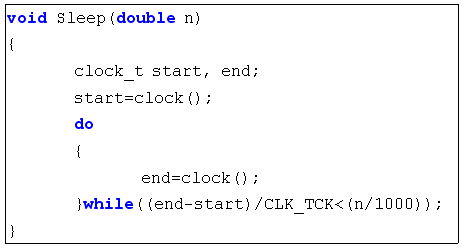 void Sleep(double n)
{
clock_t start, end;
start=clock();
do
{
end=clock();
}while((end-start)/CLK_TCK<(n/1000));
}